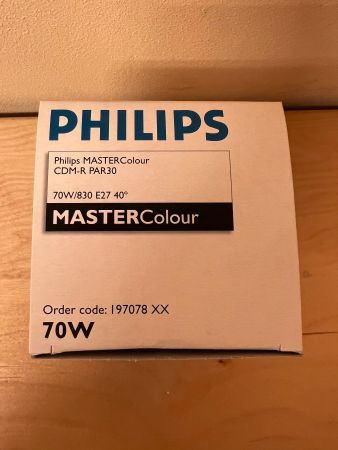 PHILIPS
Philips MASTERColour
CDM-R PAR30
70W/830 E27 40°
MASTERColour
Order code: 197078 XX
70W